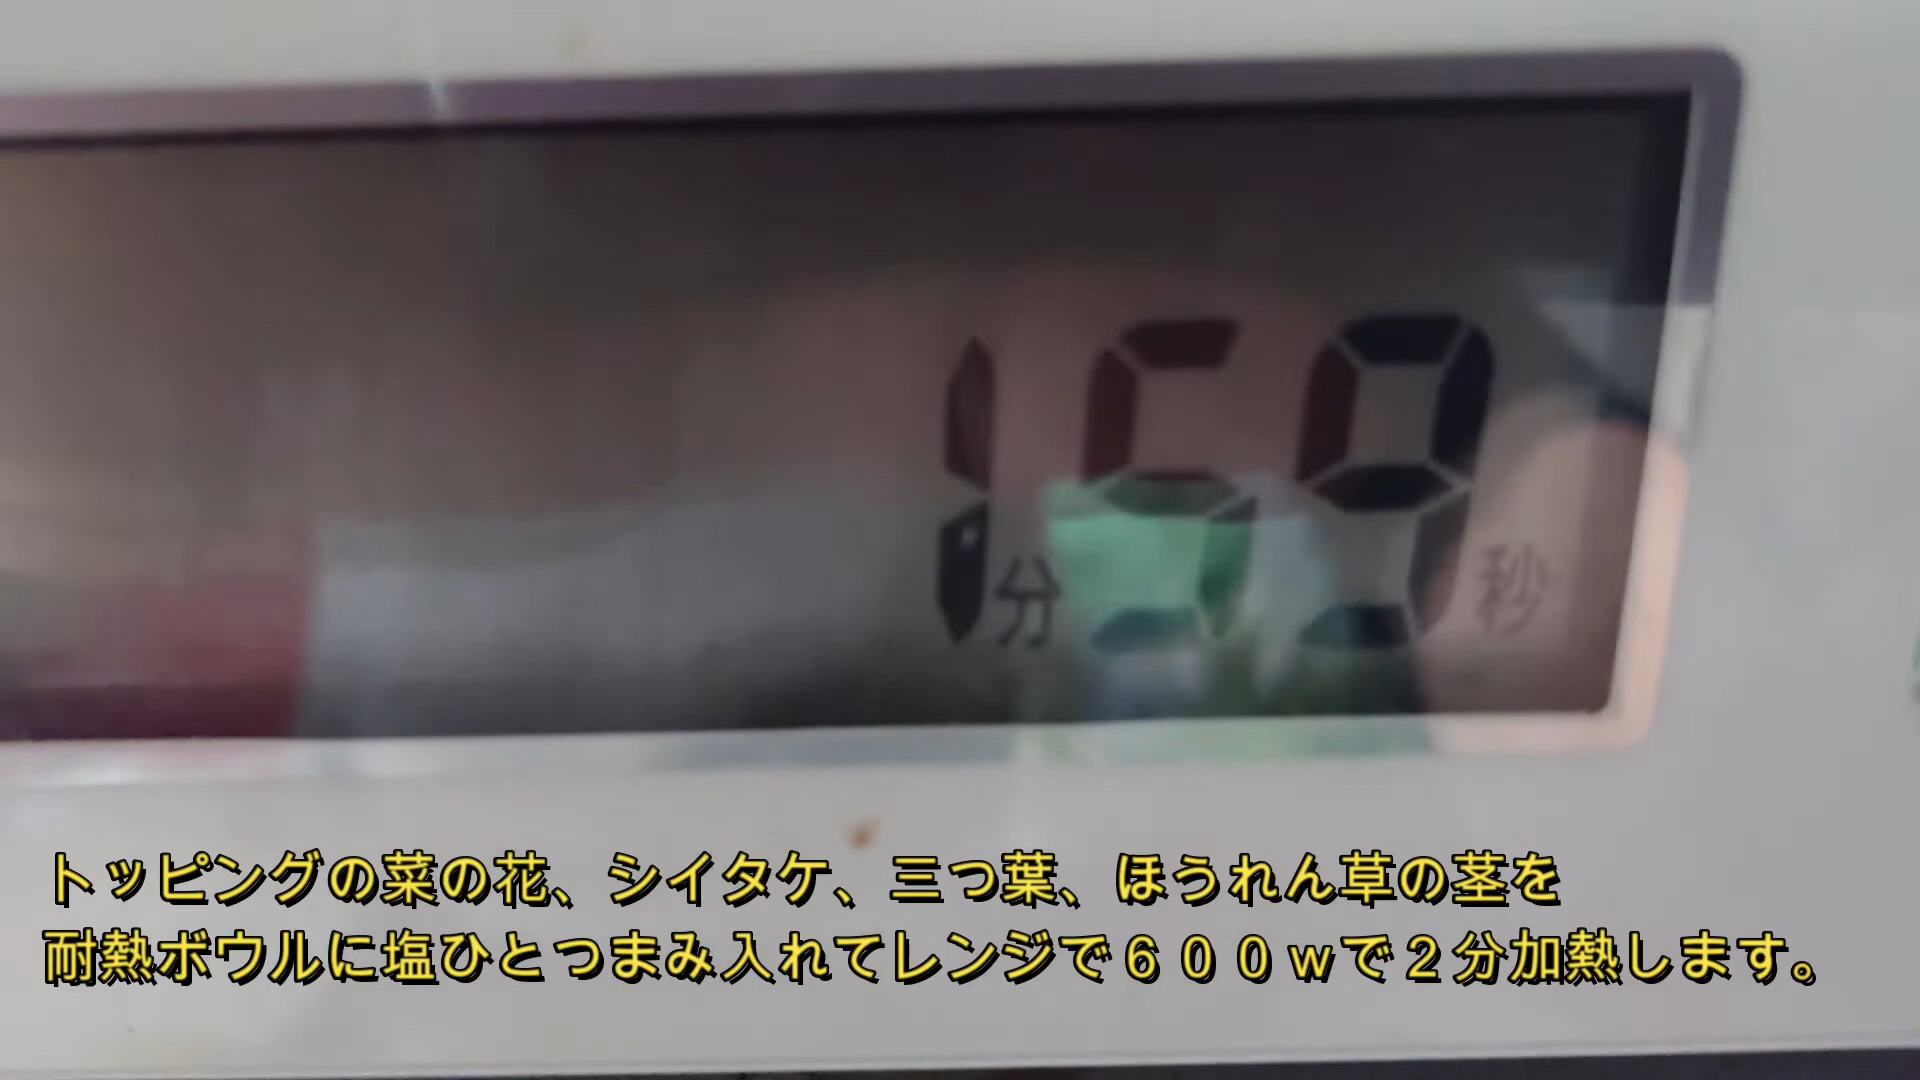 1分59秒
トッピングの菜の花、シイタケ、三つ葉、ほうれん草の茎を
耐熱ボウルに塩ひとつまみ入れてレンジで６００ｗで２分加熱します。